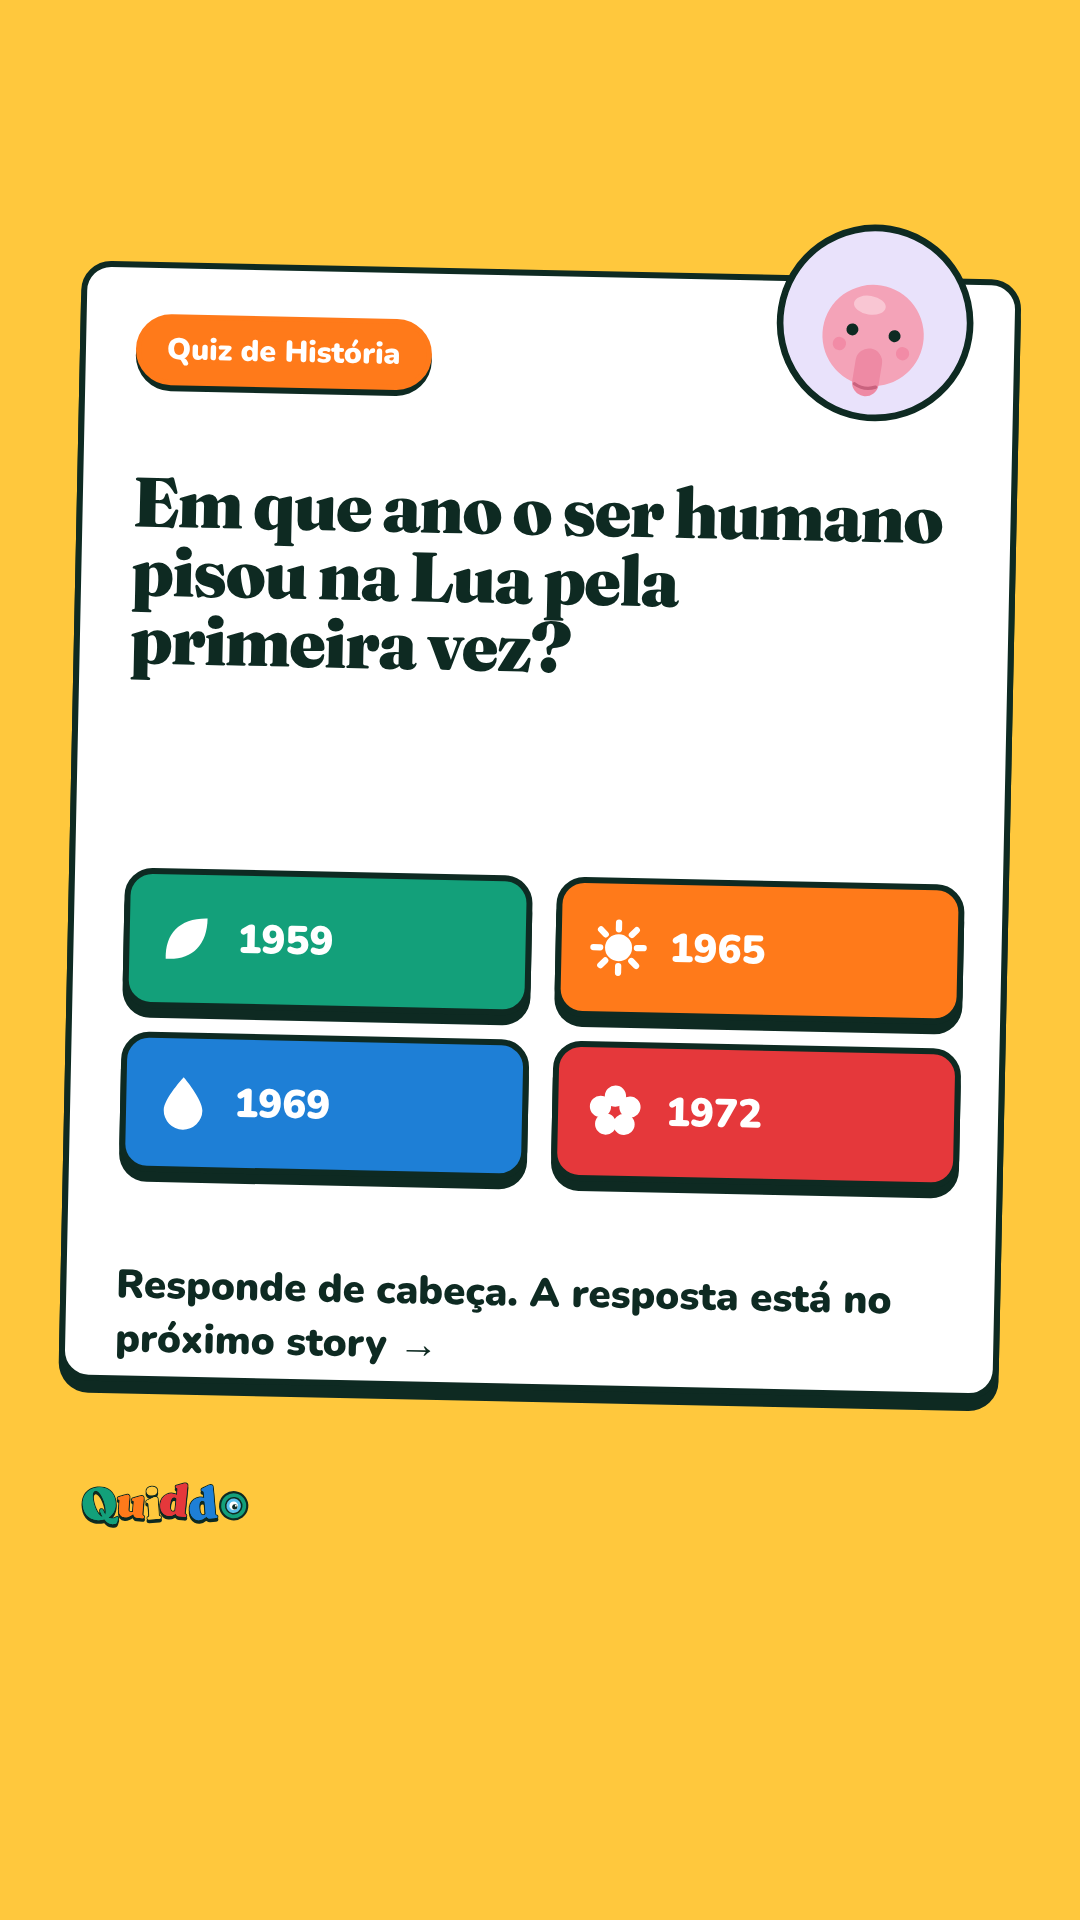 Quiz de História
Em que ano o ser humano
pisou na Lua pela
primeira vez?
1959
1965
1969
1972
Responde de cabeça. A resposta está no
próximo story →
Quiddo